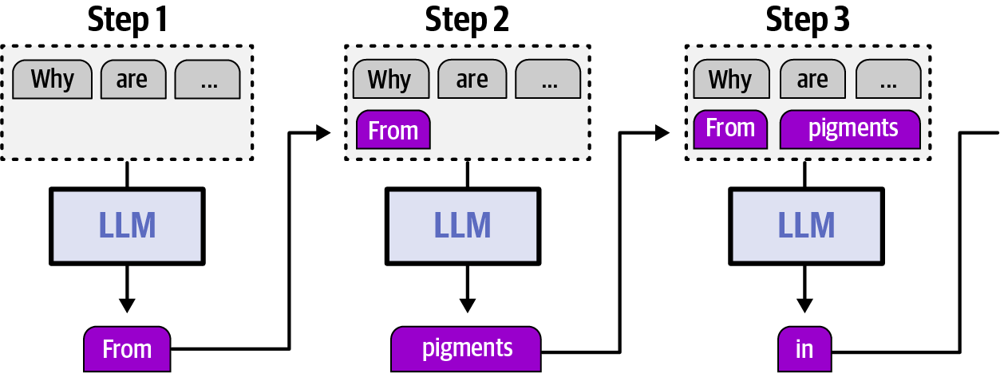 Step 1
Step 2
Step 3
Why are ...
Why are ...
From
Why are ...
From pigments
LLM
LLM
LLM
From
pigments
in